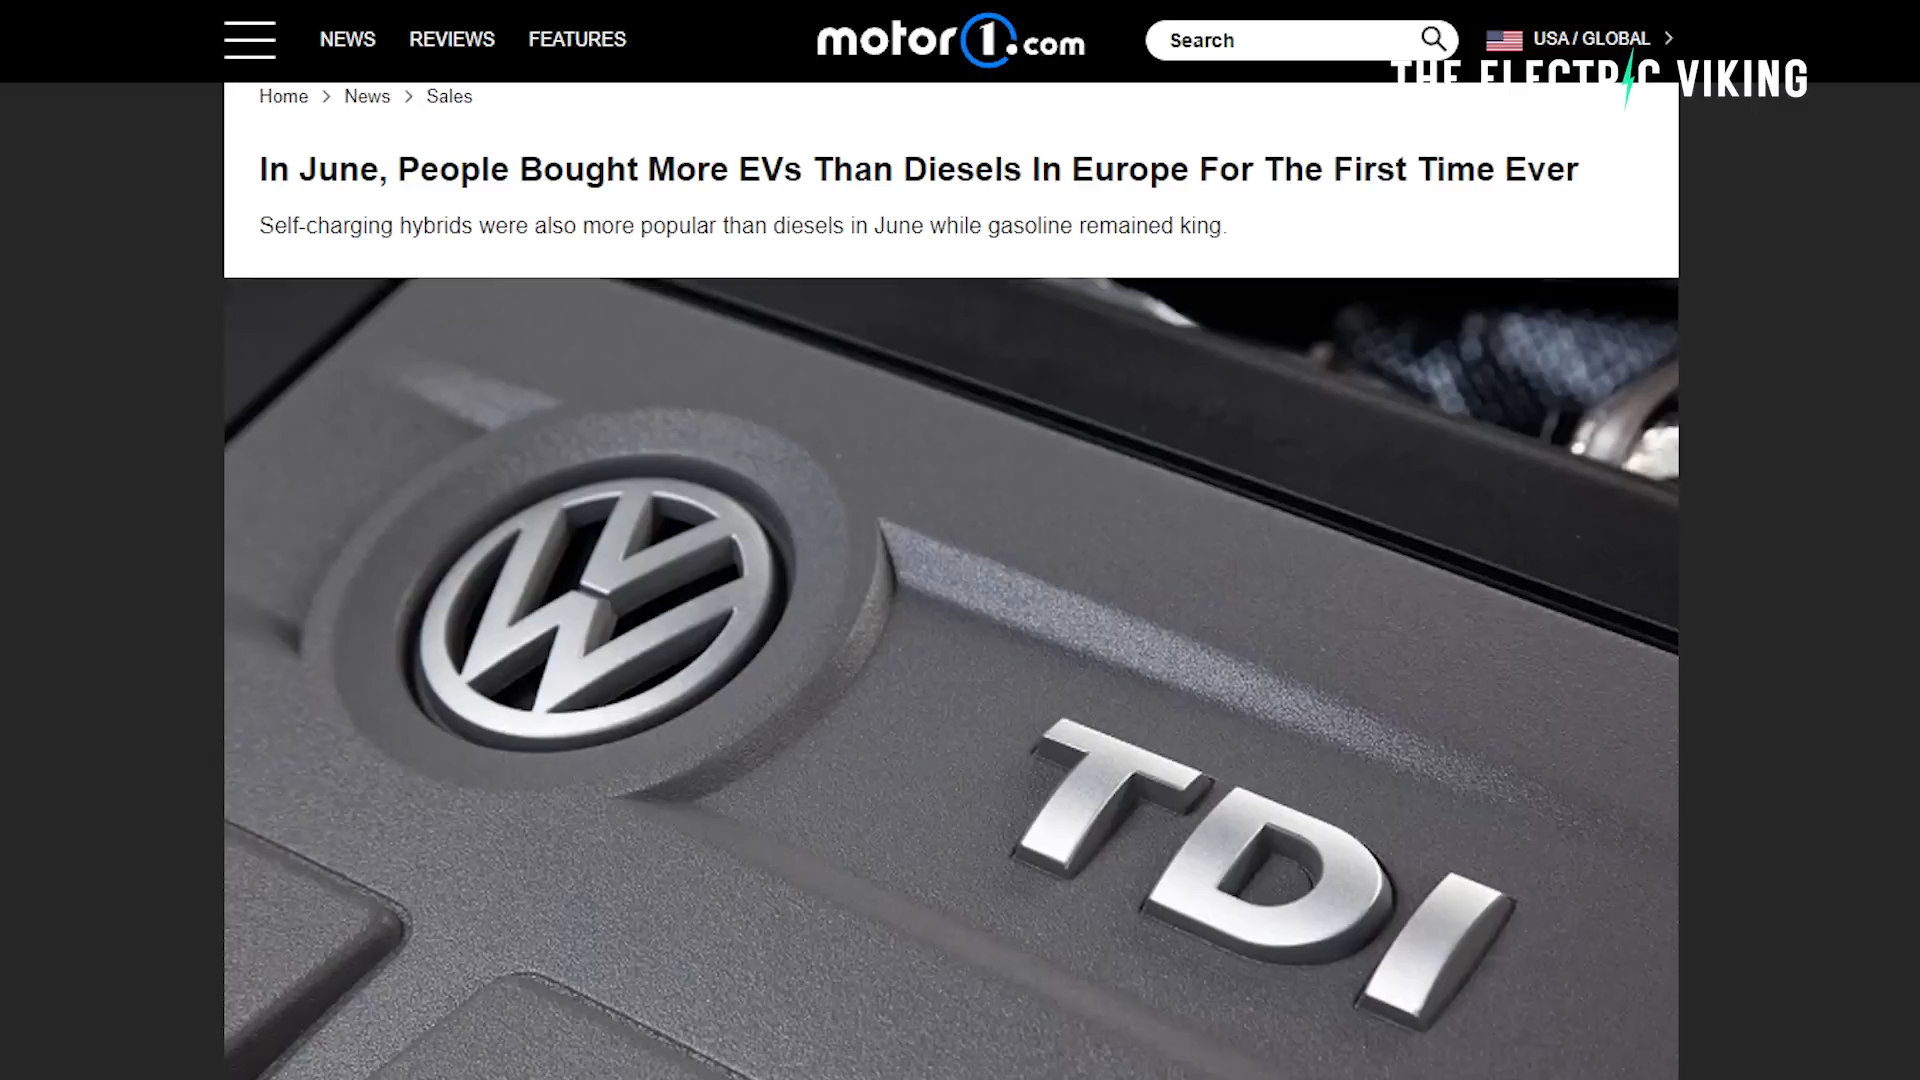 NEWS REVIEWS FEATURES motor1.com Search USA / GLOBAL
THE ELECTRIC VIKING
Home > News > Sales
In June, People Bought More EVs Than Diesels In Europe For The First Time Ever
Self-charging hybrids were also more popular than diesels in June while gasoline remained king.
VW
TDI